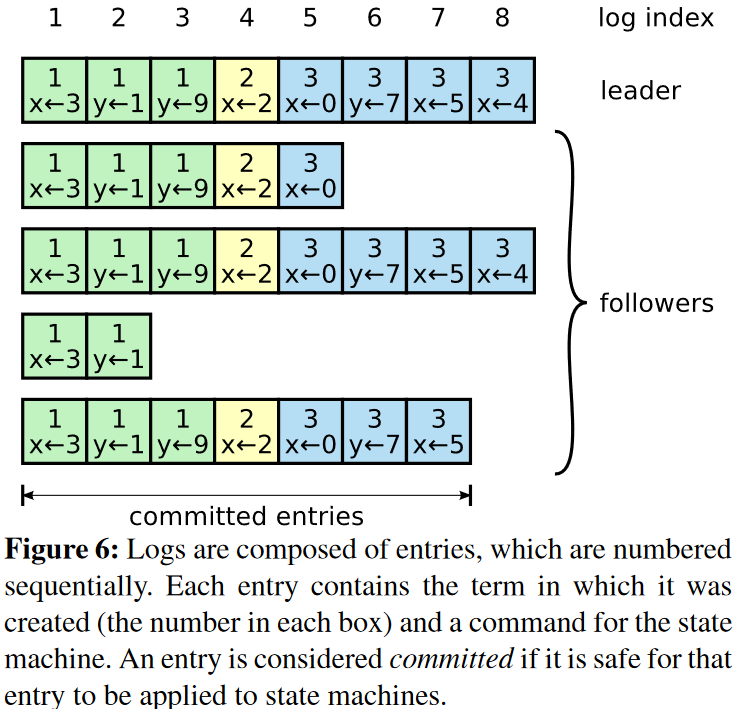 1 2 3 4 5 6 7 8 log index
1 1 1 2 3 3 3 3
x←3 y←1 y←9 x←2 x←0 y←7 x←5 x←4
leader
1 1 1 2 3
x←3 y←1 y←9 x←2 x←0
1 1 1 2 3 3 3 3
x←3 y←1 y←9 x←2 x←0 y←7 x←5 x←4
followers
1 1
x←3 y←1
1 1 1 2 3 3 3
x←3 y←1 y←9 x←2 x←0 y←7 x←5
committed entries
Figure 6: Logs are composed of entries, which are numbered
sequentially. Each entry contains the term in which it was
created (the number in each box) and a command for the state
machine. An entry is considered committed if it is safe for that
entry to be applied to state machines.